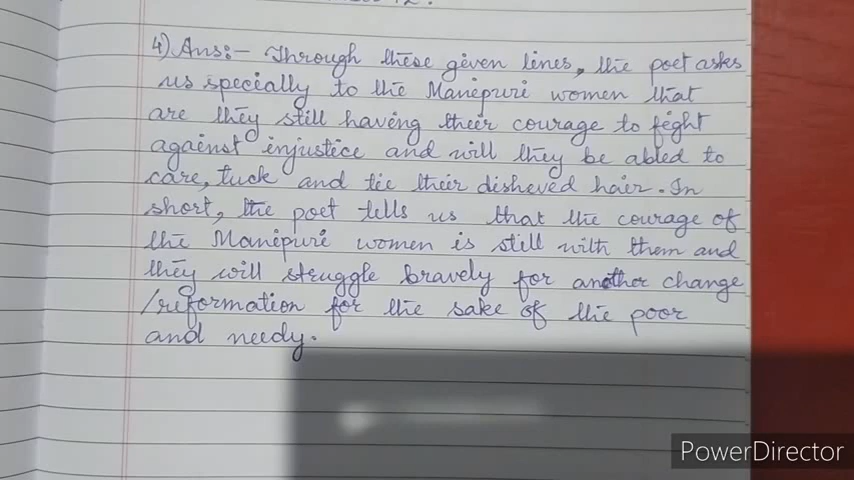 4) Ans:- Through these given lines, the poet asks
us specially to the Manipuri women that
are they still having their courage to fight
against injustice and will they be abled to
care, tuck and tie their disheved hair. In
short, the poet tells us that the courage of
the Manipuri women is still with them and
they will struggle bravely for another change
/reformation for the sake of the poor
and needy.
PowerDirector